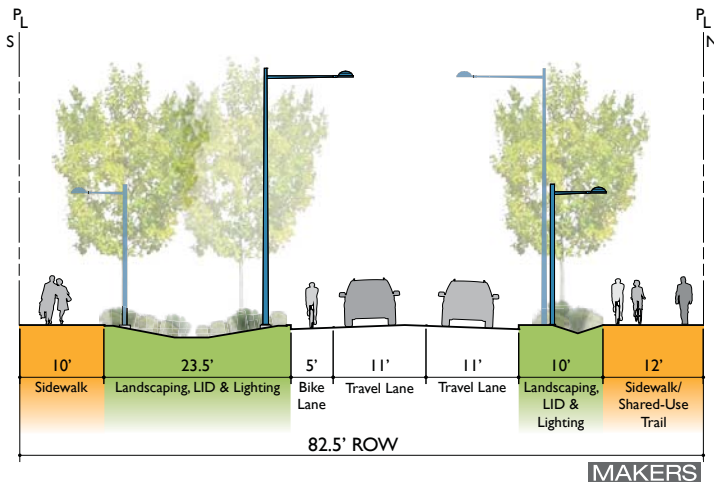 PL
PL
S
N
10’
23.5’
5’
11’
11’
10’
12’
Sidewalk
Landscaping, LID & Lighting
Bike
Lane
Travel Lane
Travel Lane
Landscaping,
LID &
Lighting
Sidewalk/
Shared-Use
Trail
82.5’ ROW
MAKERS